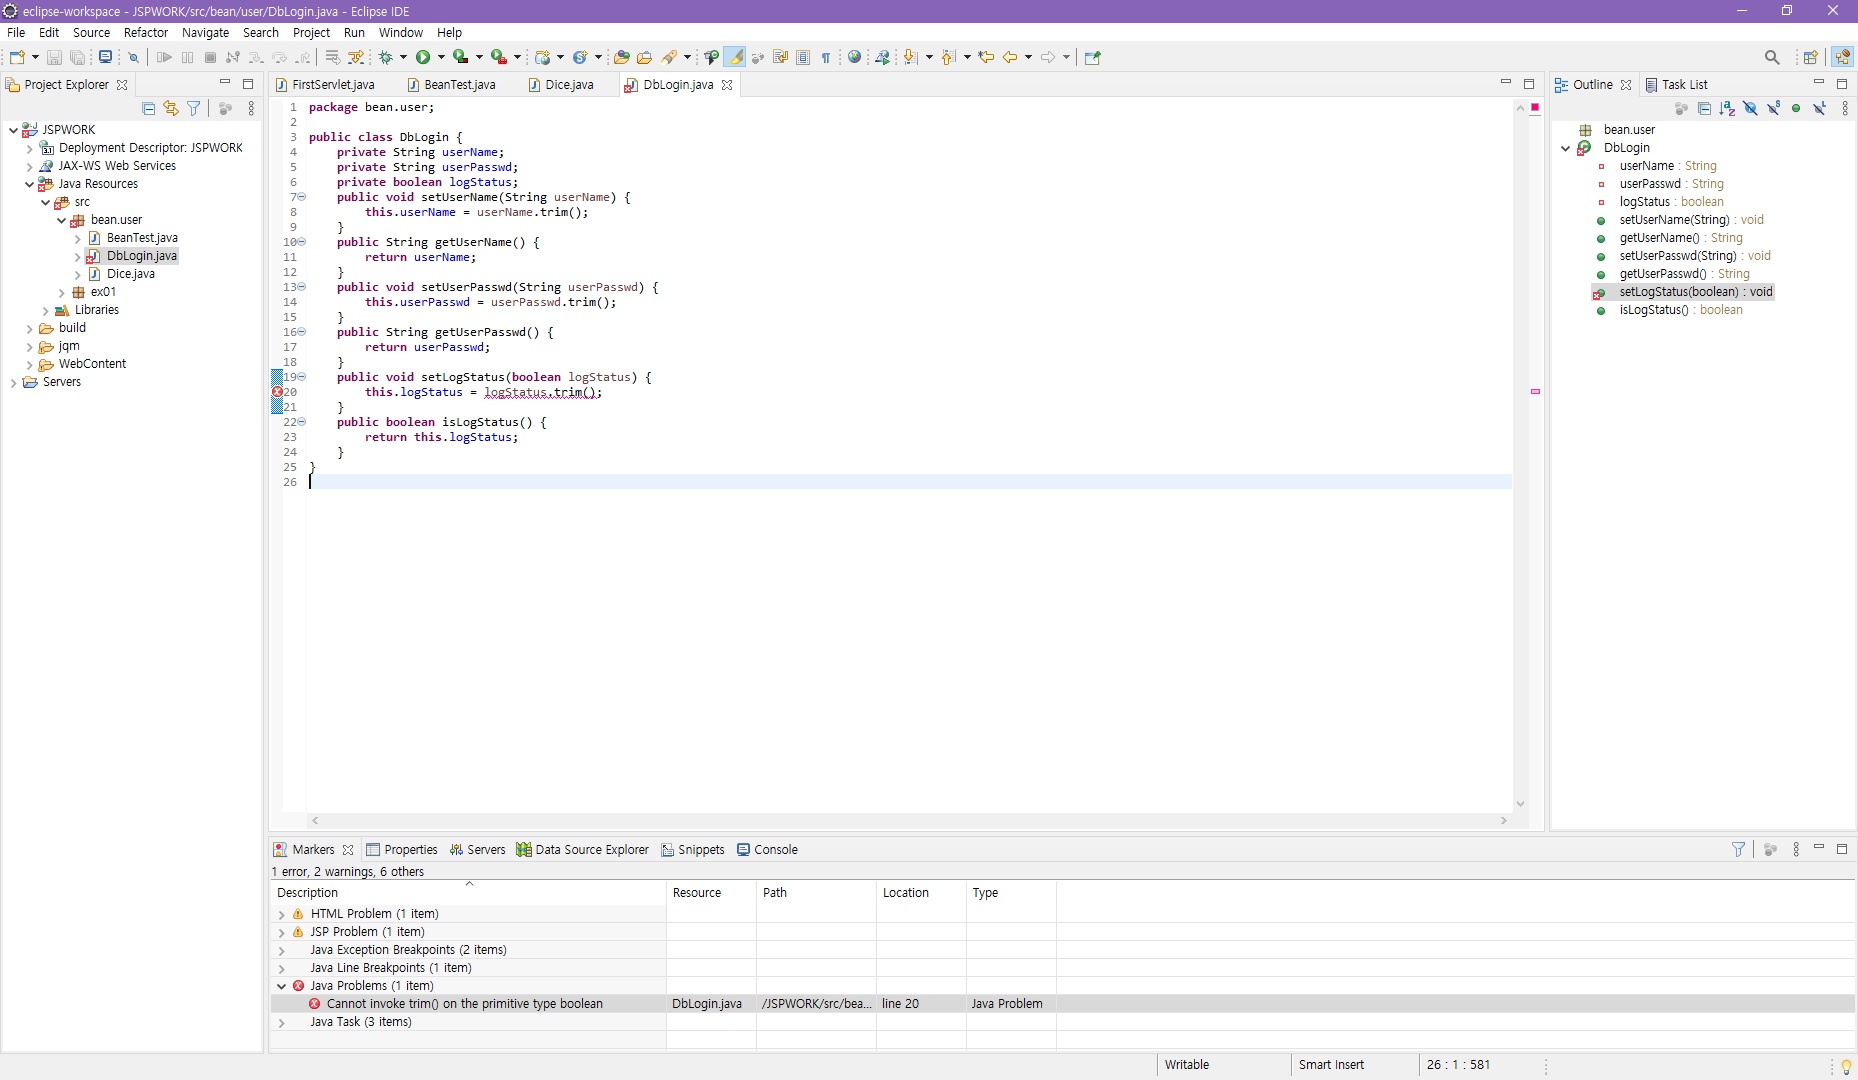 eclipse-workspace - JSPWORK/src/bean/user/DbLogin.java - Eclipse IDE
File Edit Source Refactor Navigate Search Project Run Window Help
Project Explorer
JSPWORK
Deployment Descriptor: JSPWORK
JAX-WS Web Services
Java Resources
src
bean.user
BeanTest.java
DbLogin.java
Dice.java
ex01
Libraries
build
jqm
WebContent
Servers
FirstServlet.java BeanTest.java Dice.java DbLogin.java
1 package bean.user;
2
3 public class DbLogin {
4 private String userName;
5 private String userPasswd;
6 private boolean logStatus;
7 public void setUserName(String userName) {
8 this.userName = userName.trim();
9 }
10 public String getUserName() {
11 return userName;
12 }
13 public void setUserPasswd(String userPasswd) {
14 this.userPasswd = userPasswd.trim();
15 }
16 public String getUserPasswd() {
17 return userPasswd;
18 }
19 public void setLogStatus(boolean logStatus) {
20 this.logStatus = logStatus.trim();
21 }
22 public boolean isLogStatus() {
23 return this.logStatus;
24 }
25 }
26
Outline Task List
bean.user
DbLogin
userName : String
userPasswd : String
logStatus : boolean
setUserName(String) : void
getUserName() : String
setUserPasswd(String) : void
getUserPasswd() : String
setLogStatus(boolean) : void
isLogStatus() : boolean
Markers Properties Servers Data Source Explorer Snippets Console
1 error, 2 warnings, 6 others
Description Resource Path Location Type
HTML Problem (1 item)
JSP Problem (1 item)
Java Exception Breakpoints (2 items)
Java Line Breakpoints (1 item)
Java Problems (1 item)
Cannot invoke trim() on the primitive type boolean DbLogin.java /JSPWORK/src/bea... line 20 Java Problem
Java Task (3 items)
Writable Smart Insert 26 : 1 : 581